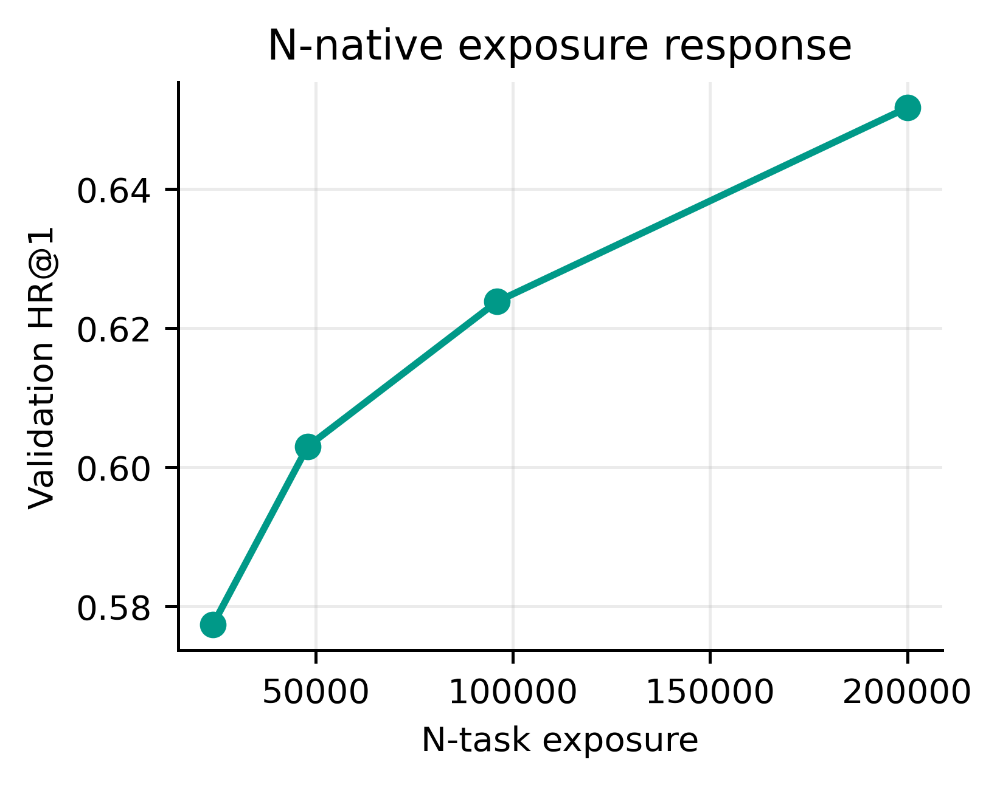 N-native exposure response
Validation HR@1
0.64
0.62
0.60
0.58
50000
100000
150000
200000
N-task exposure